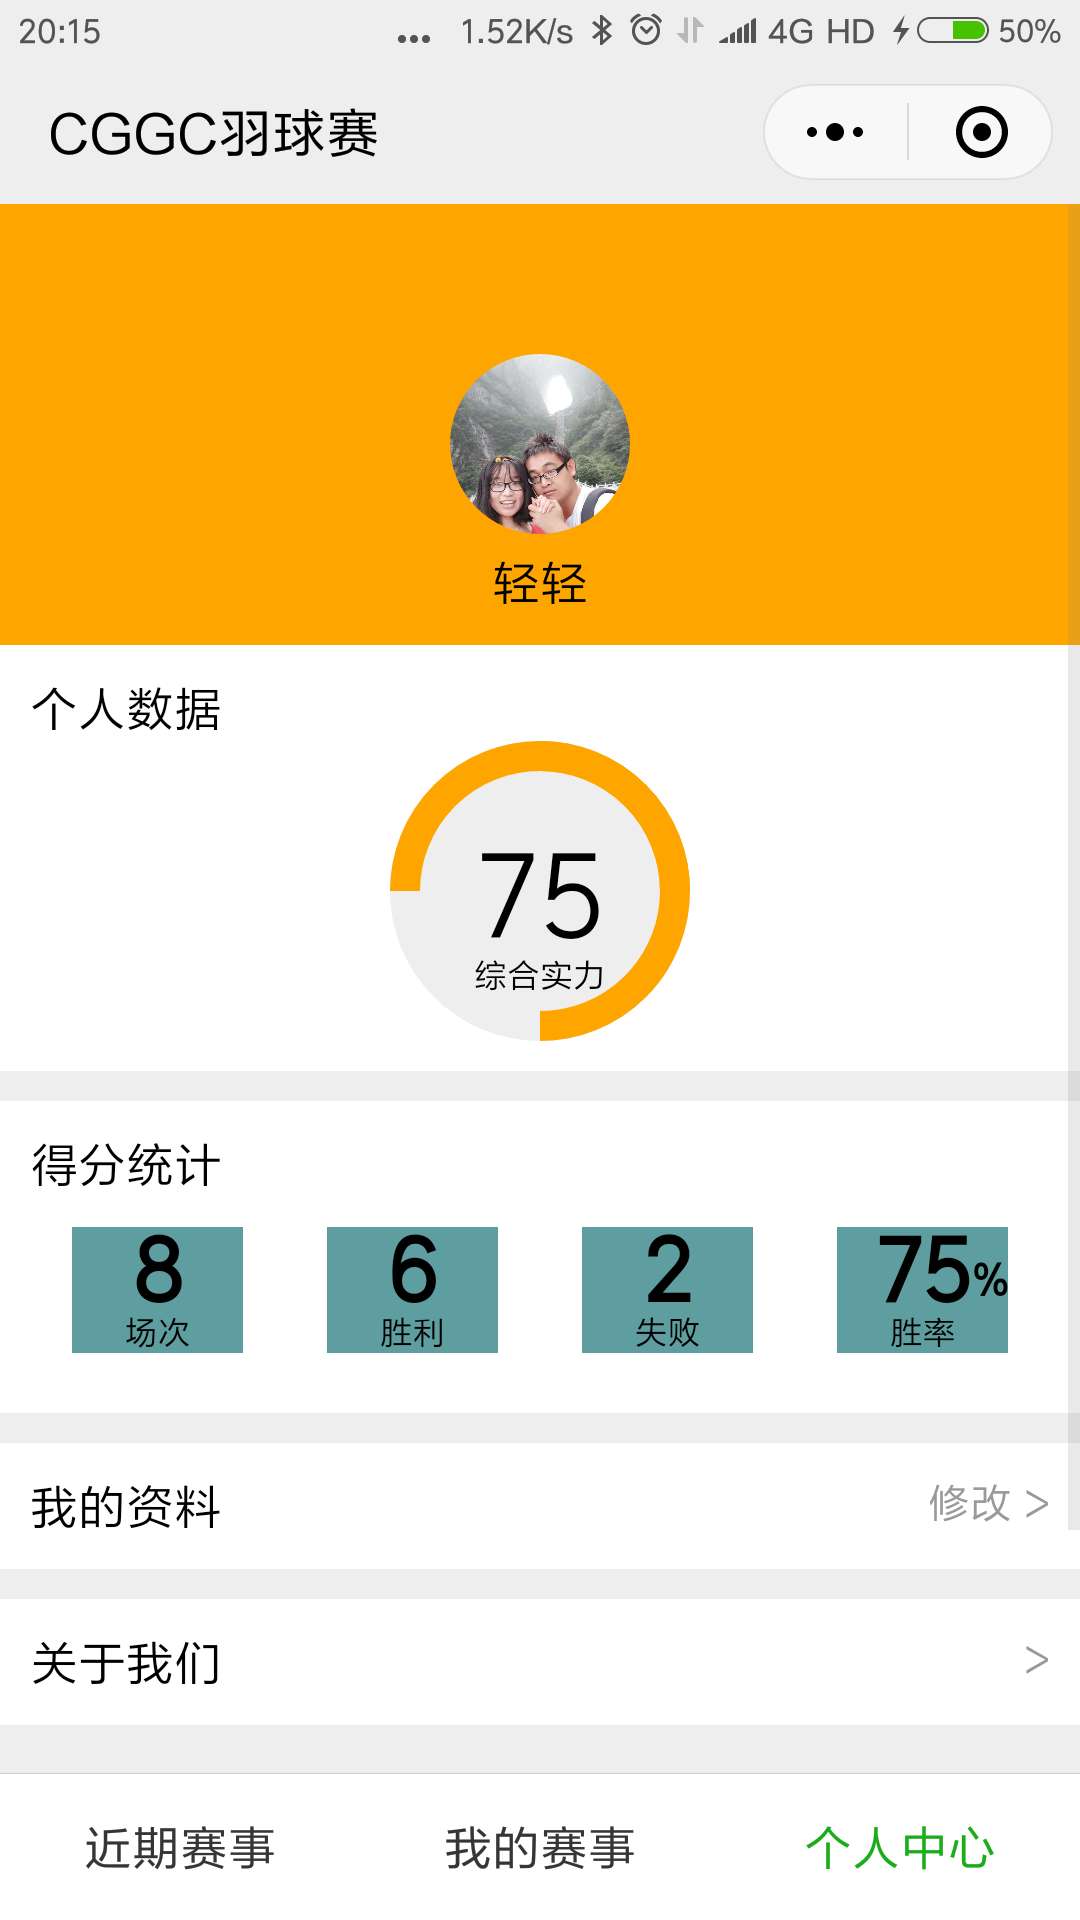 20:15 ... 1.52K/s 4G HD 50%
CGGC羽球赛
轻轻
个人数据
75
综合实力
得分统计
8 6 2 75%
场次 胜利 失败 胜率
我的资料 修改 >
关于我们 >
近期赛事 我的赛事 个人中心